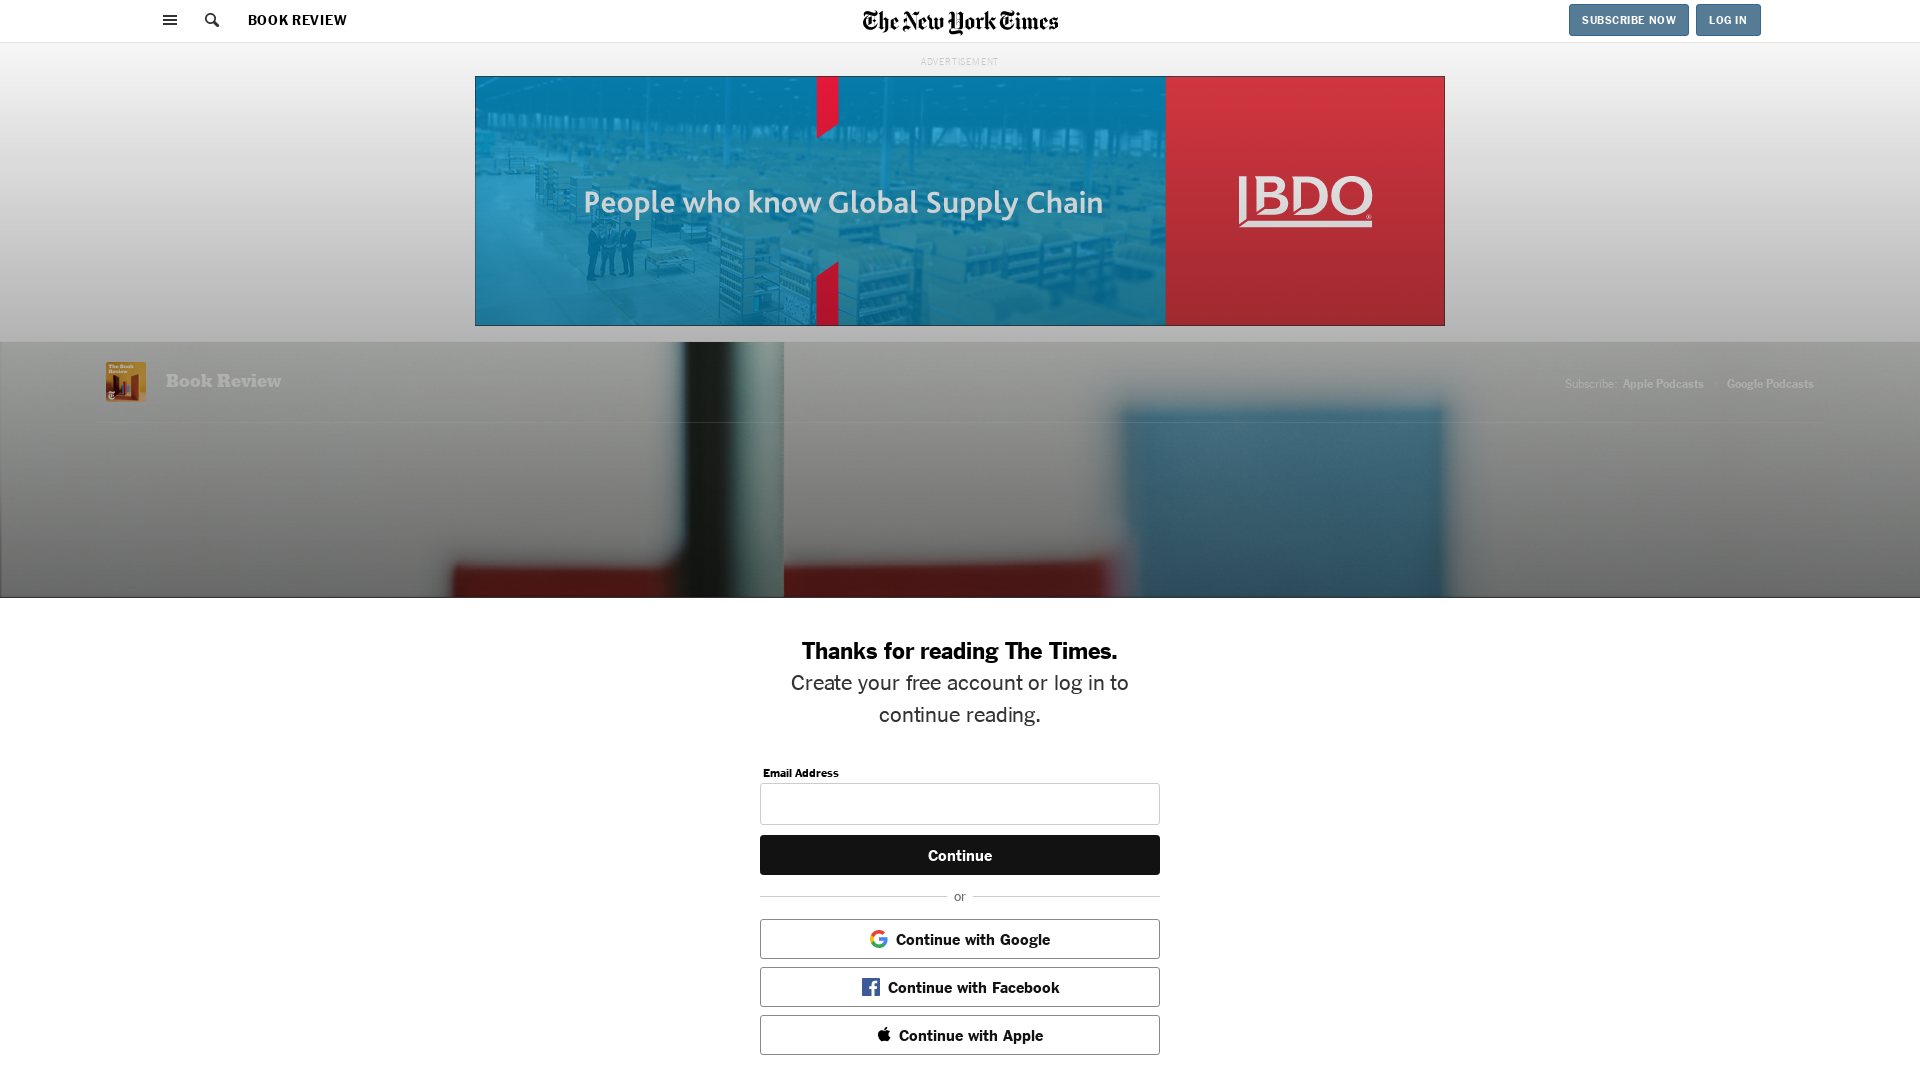 BOOK REVIEW
The New York Times
SUBSCRIBE NOW
LOG IN
ADVERTISEMENT
People who know Global Supply Chain
BDO
The Book
Review
Book Review
Subscribe:
Apple Podcasts
Google Podcasts
Thanks for reading The Times.
Create your free account or log in to
continue reading.
Email Address
Continue
or
Continue with Google
Continue with Facebook
Continue with Apple